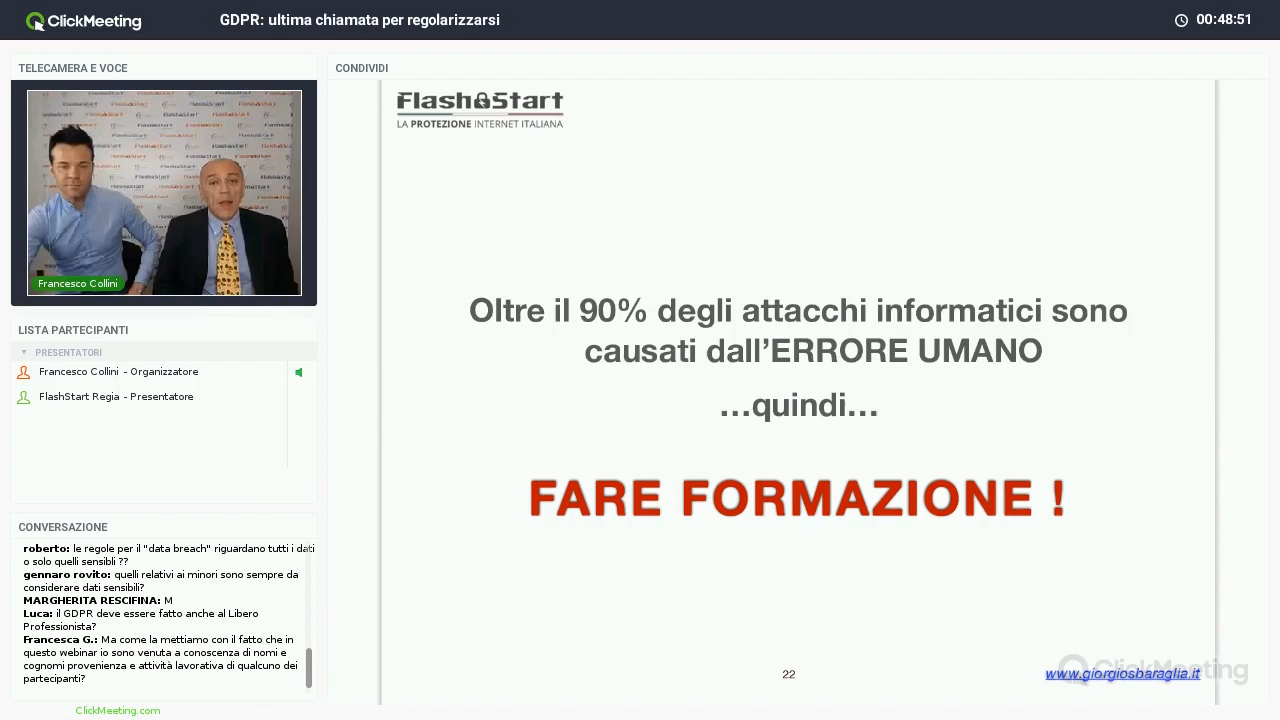 ClickMeeting
GDPR: ultima chiamata per regolarizzarsi
00:48:51
TELECAMERA E VOCE
Francesco Collini
LISTA PARTECIPANTI
PRESENTATORI
Francesco Collini - Organizzatore
FlashStart Regia - Presentatore
CONVERSAZIONE
roberto: le regole per il "data breach" riguardano tutti i dati
o solo quelli sensibli ??
gennaro rovito: quelli relativi ai minori sono sempre da
considerare dati sensibili?
MARGHERITA RESCIFINA: M
Luca: il GDPR deve essere fatto anche al Libero
Professionista?
Francesca G.: Ma come la mettiamo con il fatto che in
questo webinar io sono venuta a conoscenza di nomi e
cognomi provenienza e attività lavorativa di qualcuno dei
partecipanti?
ClickMeeting.com
CONDIVIDI
FlashStart
LA PROTEZIONE INTERNET ITALIANA
Oltre il 90% degli attacchi informatici sono
causati dall'ERRORE UMANO
...quindi...
FARE FORMAZIONE !
22
www.giorgiosbaraglia.it
ClickMeeting